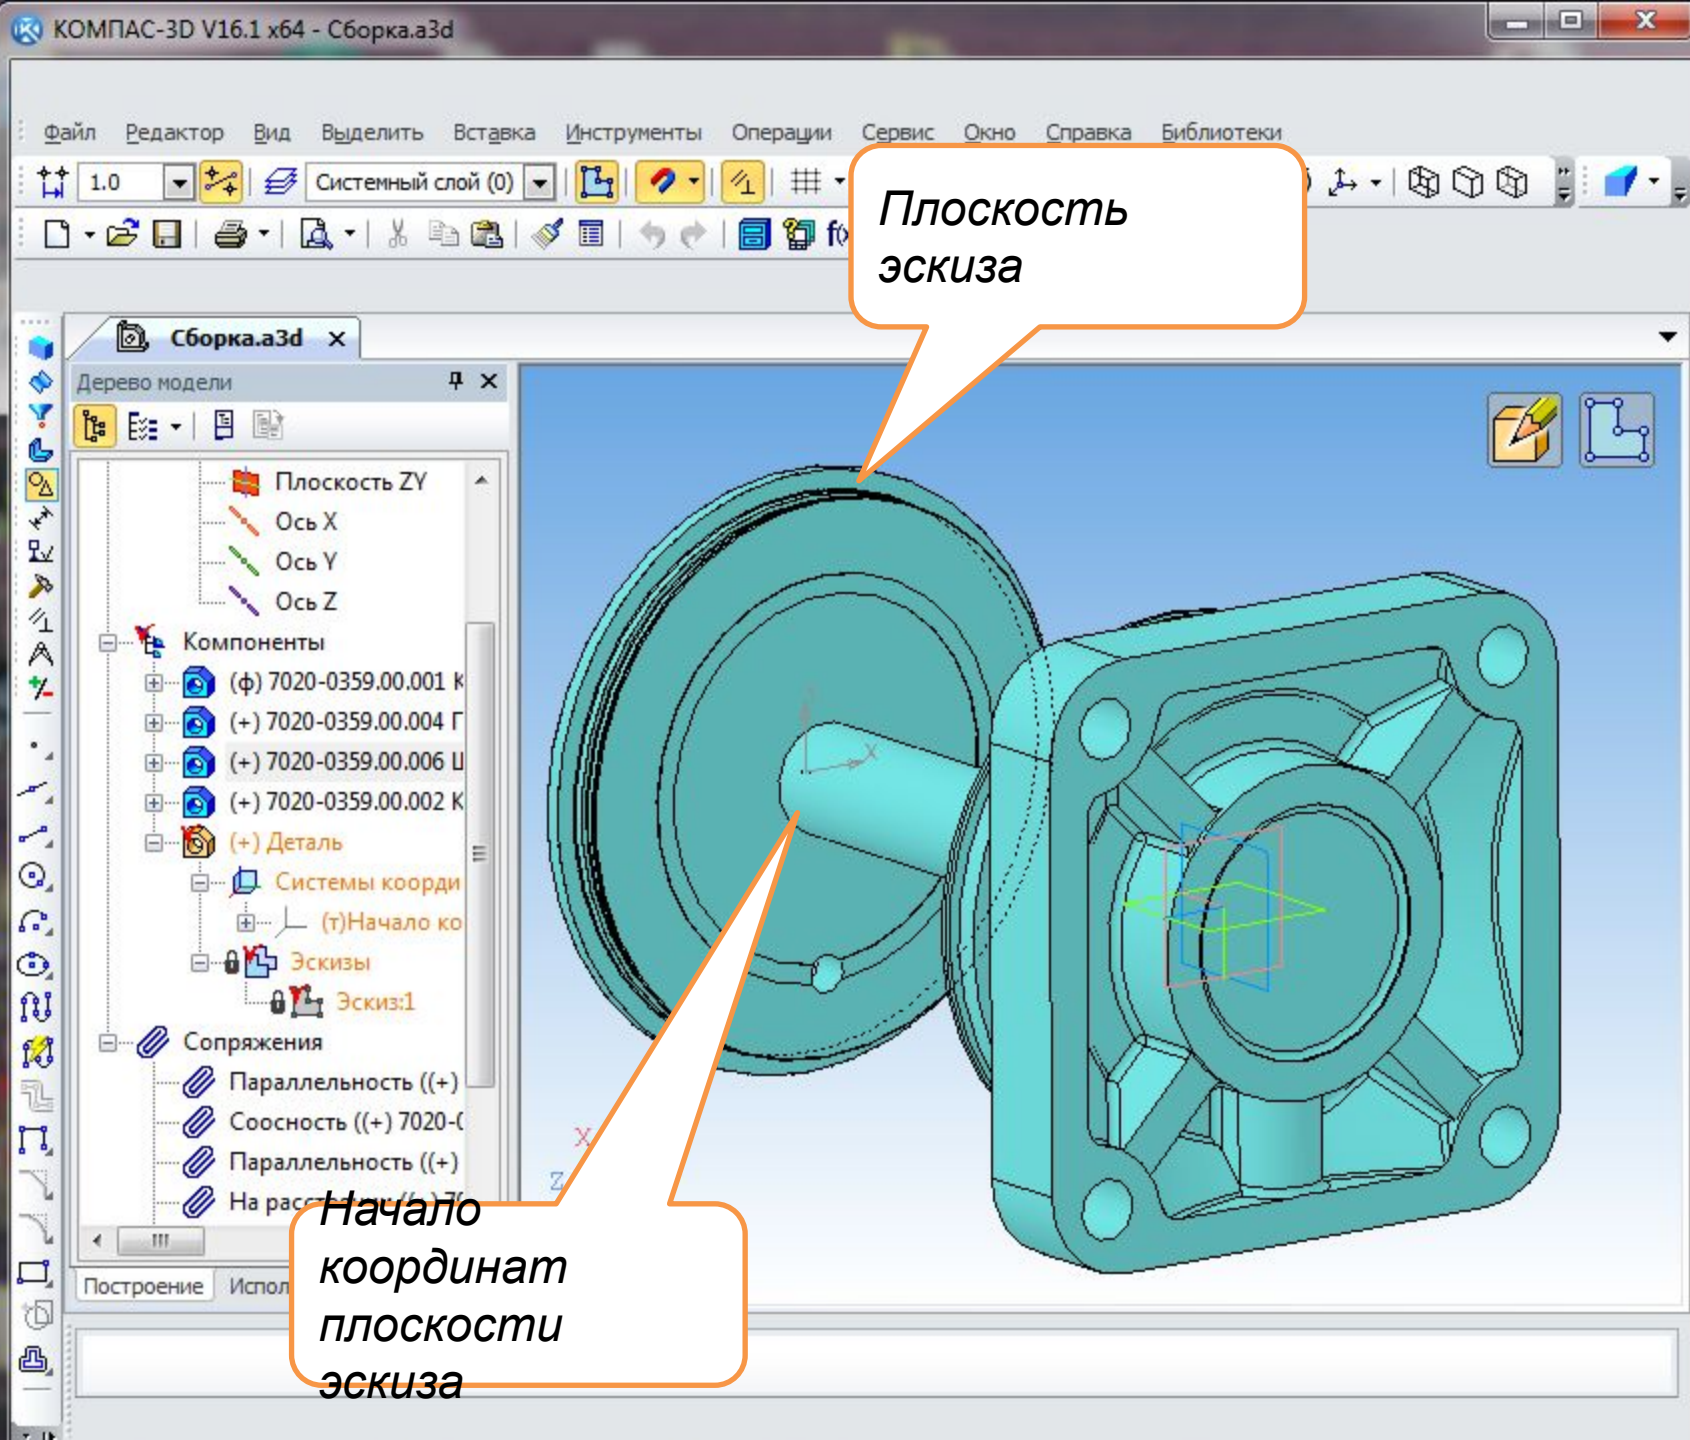 КОМПАС-3D V16.1 x64 - Сборка.a3d
Файл Редактор Вид Выделить Вставка Инструменты Операции Сервис Окно Справка Библиотеки
1.0 Системный слой (0)
Плоскость
эскиза
Сборка.a3d
Дерево модели
Плоскость ZY
Ось X
Ось Y
Ось Z
Компоненты
(ф) 7020-0359.00.001 К
(+) 7020-0359.00.004 Г
(+) 7020-0359.00.006 Ш
(+) 7020-0359.00.002 К
(+) Деталь
Системы коорди
(т)Начало ко
Эскизы
Эскиз:1
Сопряжения
Параллельность ((+)
Соосность ((+) 7020-0
Параллельность ((+)
На
X
X
Z
Начало
координат
плоскости
эскиза
Построение Испол